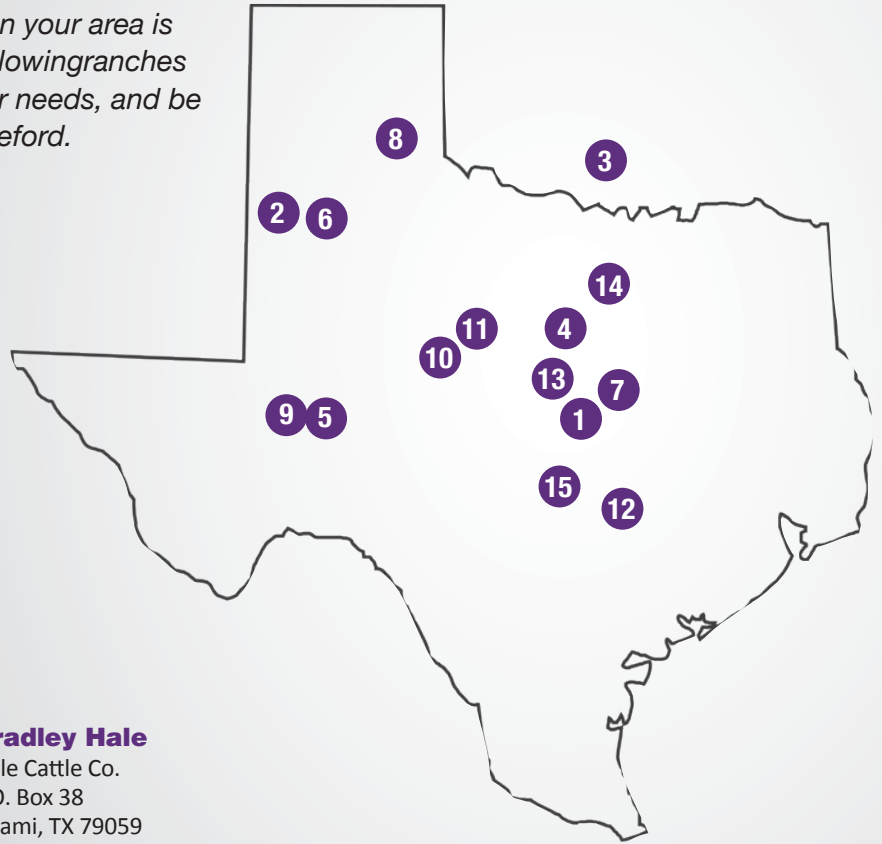 n your area is
lowingranches
r needs, and be
eford.
8
3
2
6
14
11
4
10
13
7
9
5
1
15
12
radley Hale
le Cattle Co.
O. Box 38
ami, TX 79059